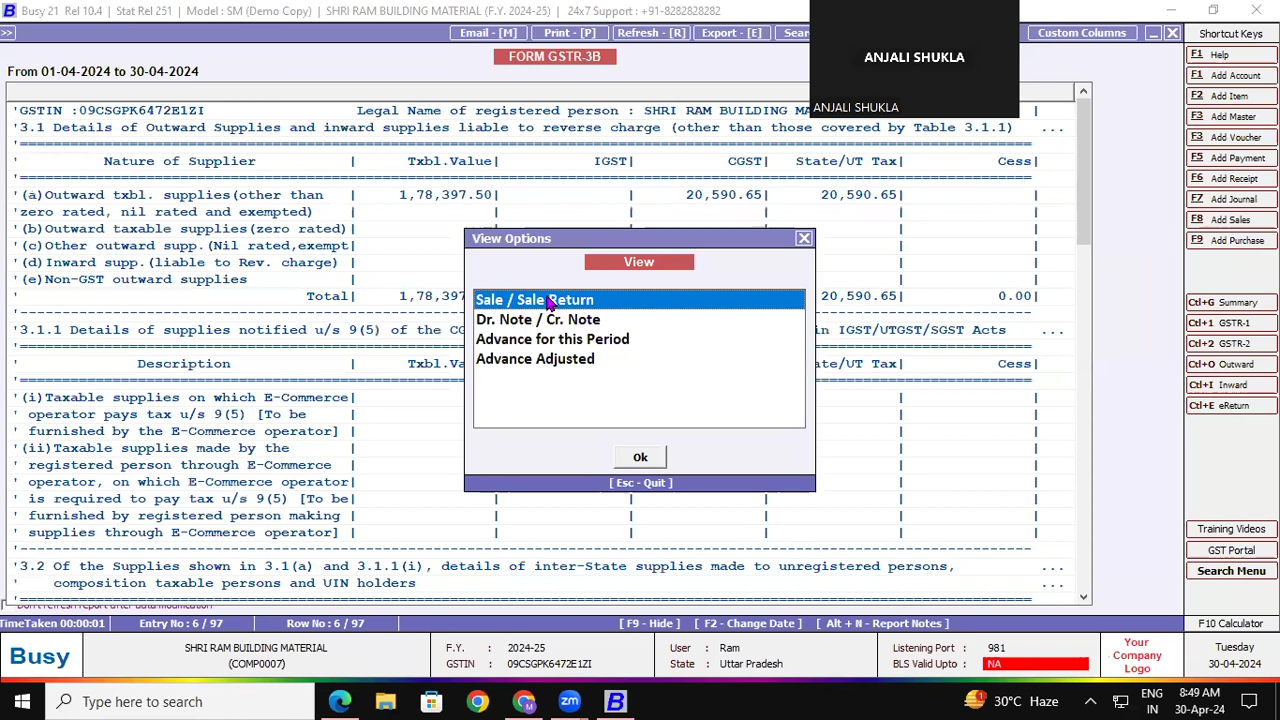 Busy 21 Rel 10.4 | Stat Rel 251 | Model : SM (Demo Copy) | SHRI RAM BUILDING MATERIAL (F.Y. 2024-25) | 24x7 Support : +91-8282828282
>> Email - [M] Print - [P] Refresh - [R] Export - [E] Custom Columns
FORM GSTR-3B
ANJALI SHUKLA
ANJALI SHUKLA
From 01-04-2024 to 30-04-2024
'GSTIN :09CSGPK6472E1ZI Legal Name of registered person : SHRI RAM BUILDING
'3.1 Details of Outward Supplies and inward supplies liable to reverse charge (other than those covered by Table 3.1.1) ...
' Nature of Supplier | Txbl.Value| IGST| CGST| State/UT Tax| Cess|
'(a)Outward txbl. supplies(other than | 1,78,397.50| | 20,590.65| 20,590.65| |
'zero rated, nil rated and exempted)
'(b)Outward taxable supplies(zero rated)
'(c)Other outward supp.(Nil rated,exempt
'(d)Inward supp.(liable to Rev. charge)
'(e)Non-GST outward supplies
' Total| 20,590.65| 0.00|
'3.1.1 Details of supplies notified u/s 9(5) of the in IGST/UTGST/SGST Acts ...
' Description | State/UT Tax| Cess|
'(i)Taxable supplies on which E-Commerce|
' operator pays tax u/s 9(5) [To be
' furnished by the E-Commerce operator]
'(ii)Taxable supplies made by the
' registered person through E-Commerce
' operator, on which E-Commerce operator
' is required to pay tax u/s 9(5) [To be|
' furnished by registered person making
' supplies through E-Commerce operator]
'3.2 Of the Supplies shown in 3.1(a) and 3.1.1(i), details of inter-State supplies made to unregistered persons, ...
' composition taxable persons and UIN holders ...
View Options
View
Sale / Sale Return
Dr. Note / Cr. Note
Advance for this Period
Advance Adjusted
Ok
[ Esc - Quit ]
Shortcut Keys
F1 Help
F1 Add Account
F2 Add Item
F3 Add Master
F3 Add Voucher
F5 Add Payment
F6 Add Receipt
F7 Add Journal
F8 Add Sales
F9 Add Purchase
Ctl+G Summary
Ctl+1 GSTR-1
Ctl+2 GSTR-2
Ctl+O Outward
Ctl+I Inward
Ctl+E eReturn
Training Videos
GST Portal
Search Menu
F10 Calculator
TimeTaken 00:00:01 Entry No : 6 / 97 Row No : 6 / 97 [ F9 - Hide ] [ F2 - Change Date ] [ Alt + N - Report Notes ]
Busy
SHRI RAM BUILDING MATERIAL
(COMP0007)
F.Y. : 2024-25
GSTIN : 09CSGPK6472E1ZI
User : Ram
State : Uttar Pradesh
Listening Port : 981
BLS Valid Upto : NA
Your
Company
Logo
Tuesday
30-04-2024
Type here to search
30°C Haze
ENG
IN
8:49 AM
30-Apr-24